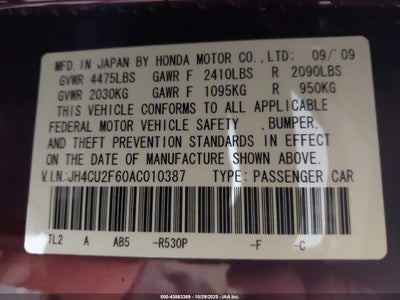 MFD. IN JAPAN BY HONDA MOTOR CO.,LTD: 09/'09
GVWR 4475LBS GAWR F 2410LBS R 2090LBS
GVWR 2030KG GAWR F 1095KG R 950KG
THIS VEHICLE CONFORMS TO ALL APPLICABLE
FEDERAL MOTOR VEHICLE SAFETY ,BUMPER,
AND THEFT PREVENTION STANDARDS IN EFFECT
ON THE DATE OF MANUFACTURE SHOWN ABOVE.
V.I.N:JH4CU2F60AC010387 TYPE: PASSENGER CAR
TL2 A AB5 -R530P -F -C
000-43063369 - 10/29/2025 - IAA Inc.